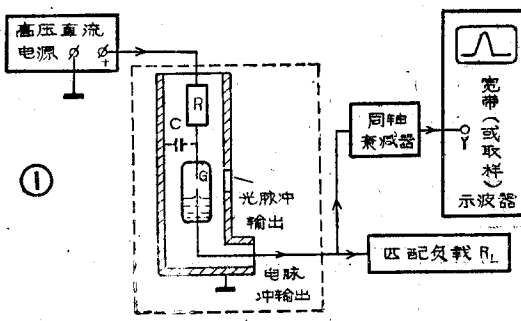 高压直流
电源
+
R
C
G
光脉冲
输出
电脉
冲输出
同轴
衰减器
Y
宽带(或取样)
示波器
匹配负载 R_L
①